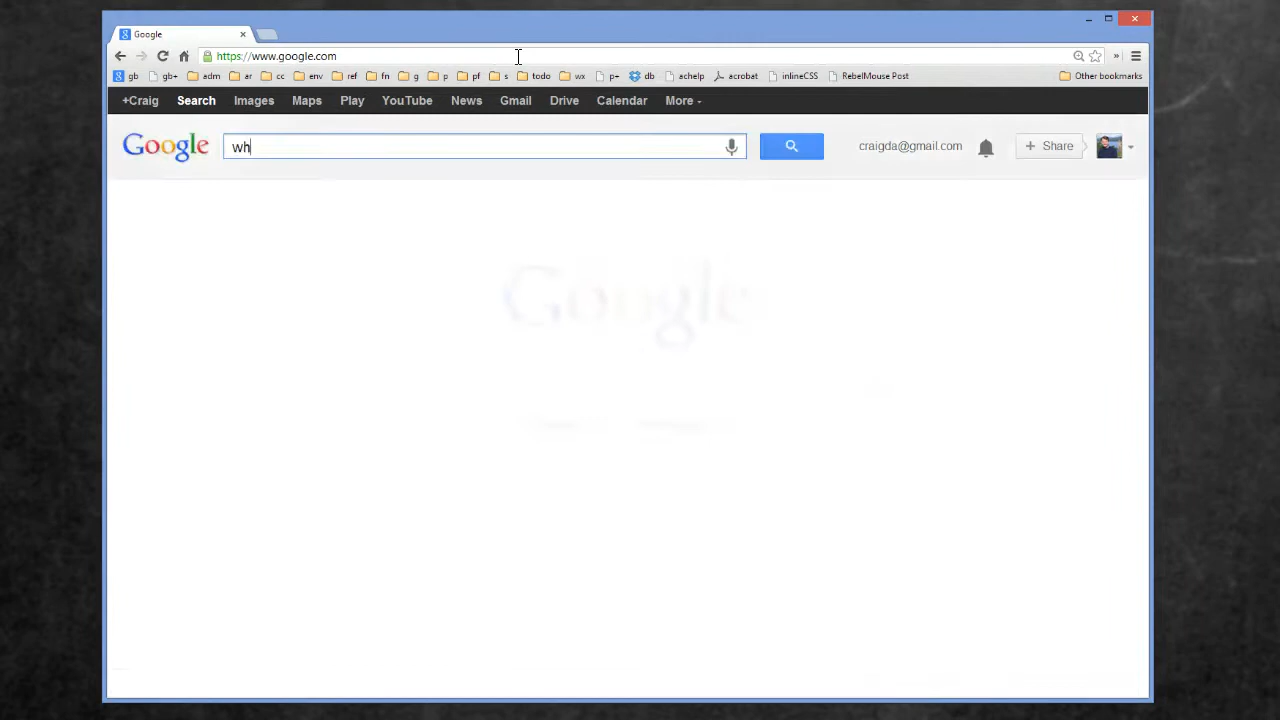 Google
https://www.google.com
gb gb+ adm ar cc env ref fn g p pf s todo wx p+ db achelp acrobat inlineCSS RebelMouse Post » Other bookmarks
+Craig Search Images Maps Play YouTube News Gmail Drive Calendar More
Google wh craigda@gmail.com + Share
Google